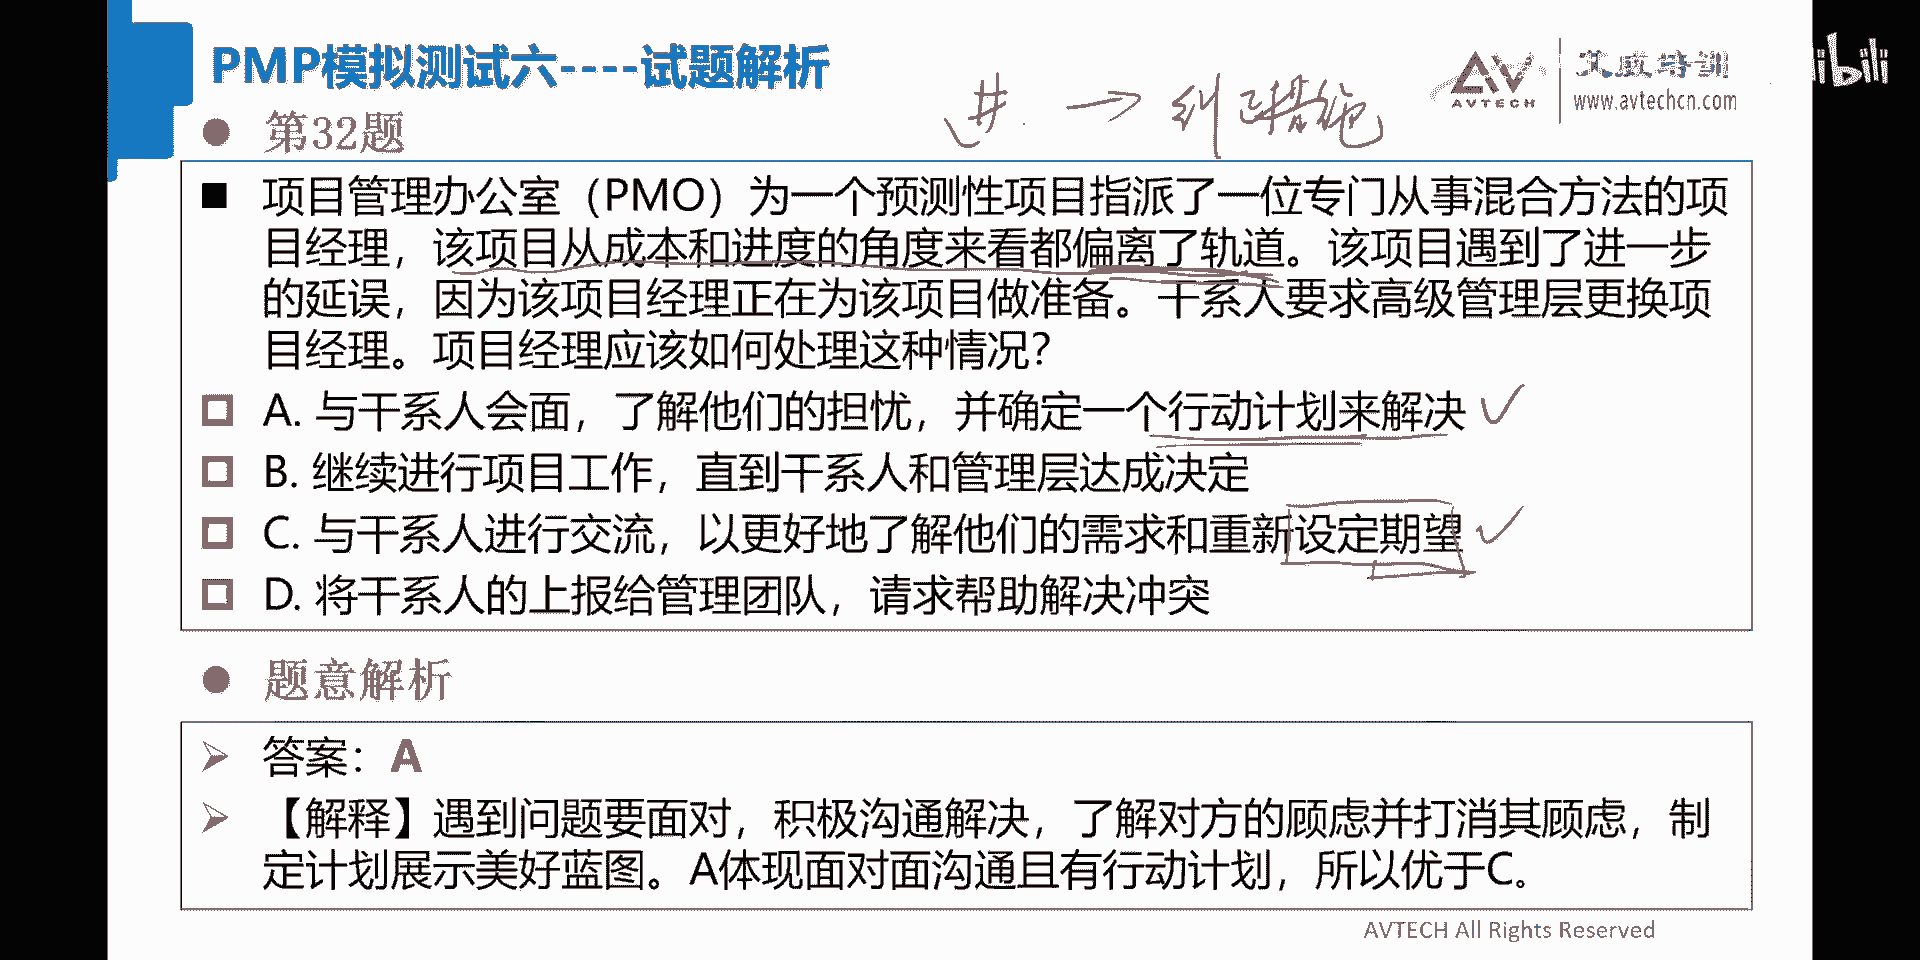 PMP模拟测试六----试题解析
AVTECH
艾威培训
www.avtechcn.com
进 → 纠正措施
第32题
项目管理办公室（PMO）为一个预测性项目指派了一位专门从事混合方法的项
目经理，该项目从成本和进度的角度来看都偏离了轨道。该项目遇到了进一步
的延误，因为该项目经理正在为该项目做准备。干系人要求高级管理层更换项
目经理。项目经理应该如何处理这种情况？
A. 与干系人会面，了解他们的担忧，并确定一个行动计划来解决
B. 继续进行项目工作，直到干系人和管理层达成决定
C. 与干系人进行交流，以更好地了解他们的需求和重新设定期望
D. 将干系人的上报给管理团队，请求帮助解决冲突
题意解析
答案：A
【解释】遇到问题要面对，积极沟通解决，了解对方的顾虑并打消其顾虑，制
定计划展示美好蓝图。A体现面对面沟通且有行动计划，所以优于C。
AVTECH All Rights Reserved